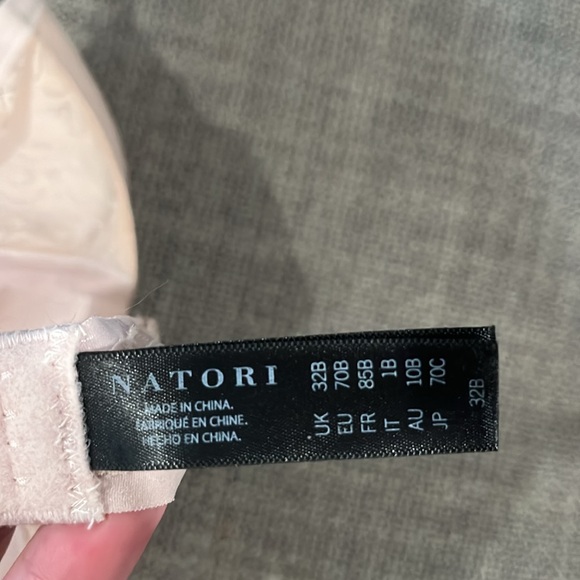 NATORI
MADE IN CHINA.
FABRIQUÉ EN CHINE.
HECHO EN CHINA.
UK 32B
EU 70B
FR 85B
IT 1B
AU 10B
JP 70C
32B